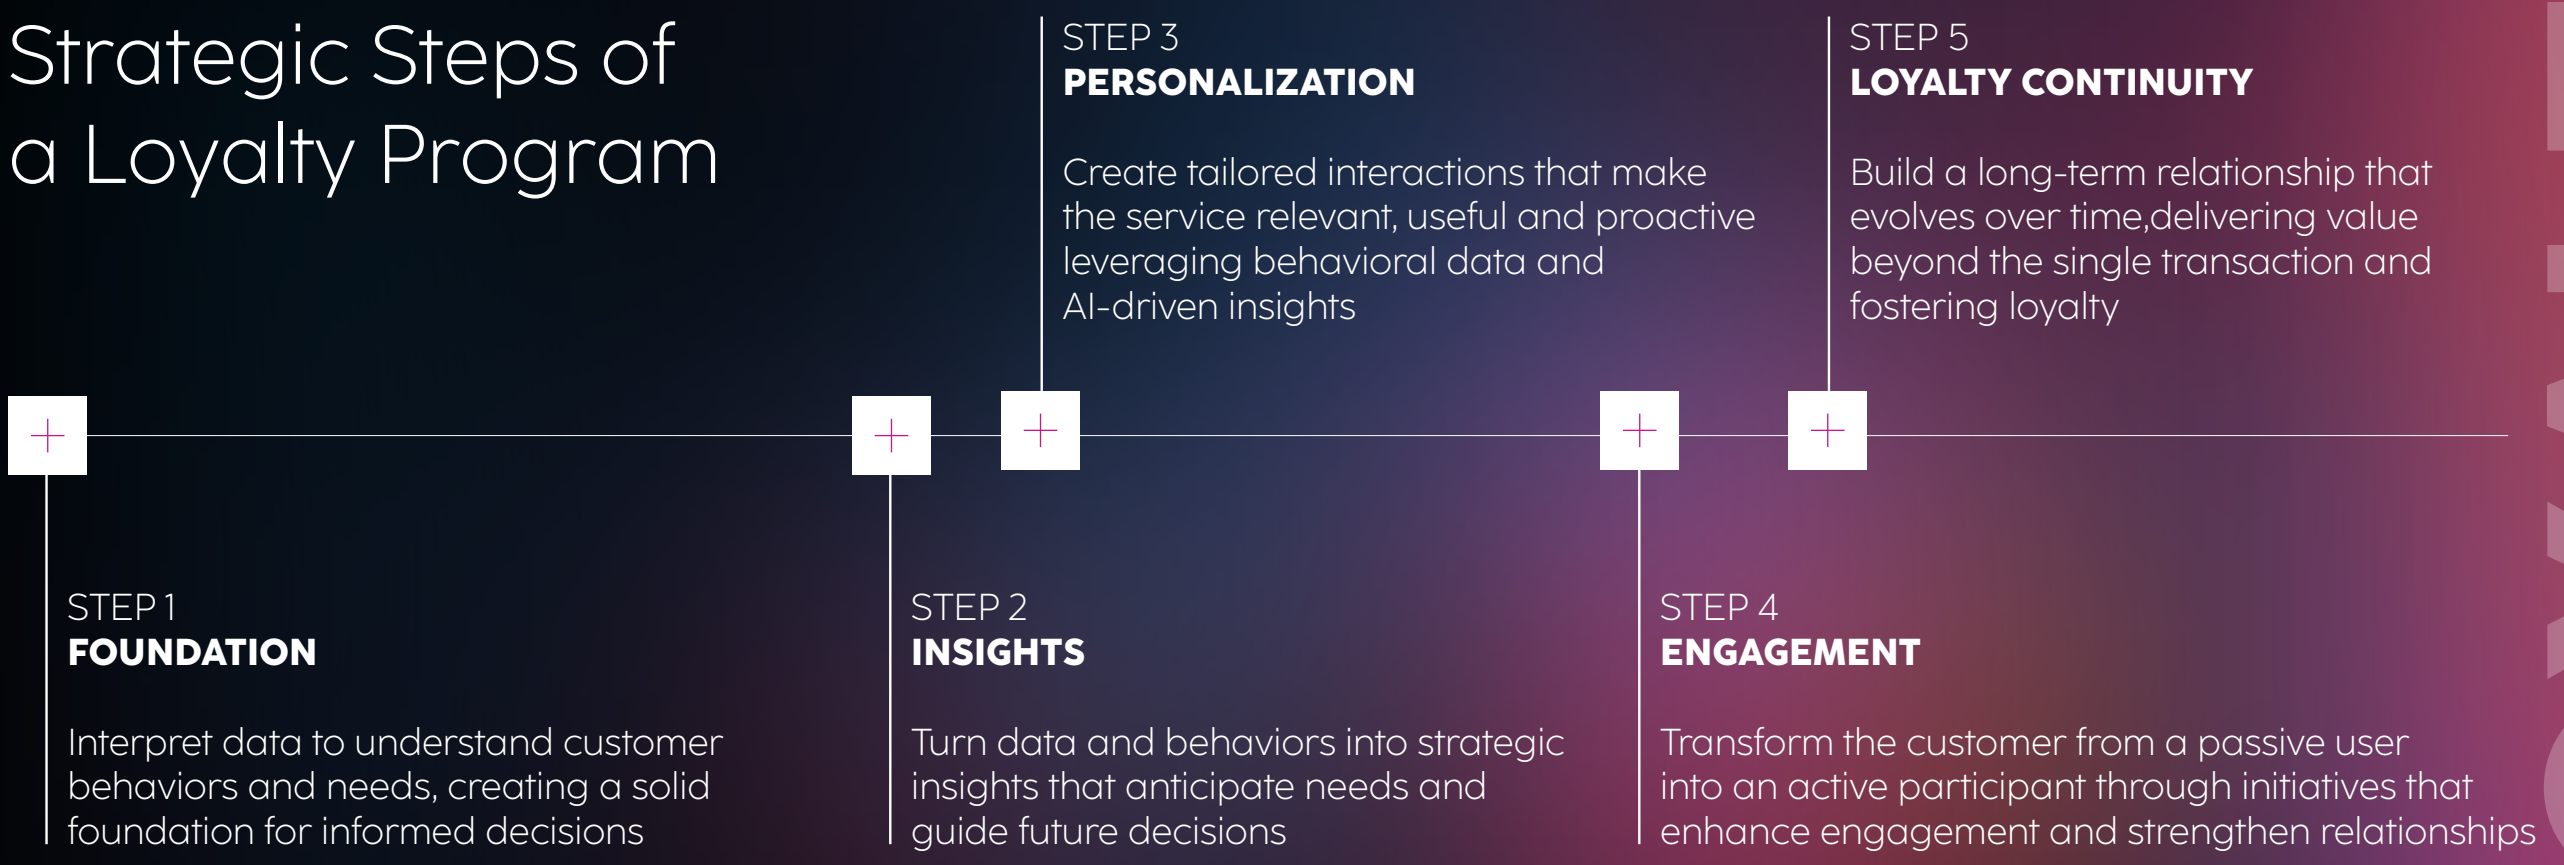 Strategic Steps of
a Loyalty Program
STEP 1
FOUNDATION
Interpret data to understand customer
behaviors and needs, creating a solid
foundation for informed decisions
STEP 2
INSIGHTS
Turn data and behaviors into strategic
insights that anticipate needs and
guide future decisions
STEP 3
PERSONALIZATION
Create tailored interactions that make
the service relevant, useful and proactive
leveraging behavioral data and
AI-driven insights
STEP 4
ENGAGEMENT
Transform the customer from a passive user
into an active participant through initiatives that
enhance engagement and strengthen relationships
STEP 5
LOYALTY CONTINUITY
Build a long-term relationship that
evolves over time,delivering value
beyond the single transaction and
fostering loyalty